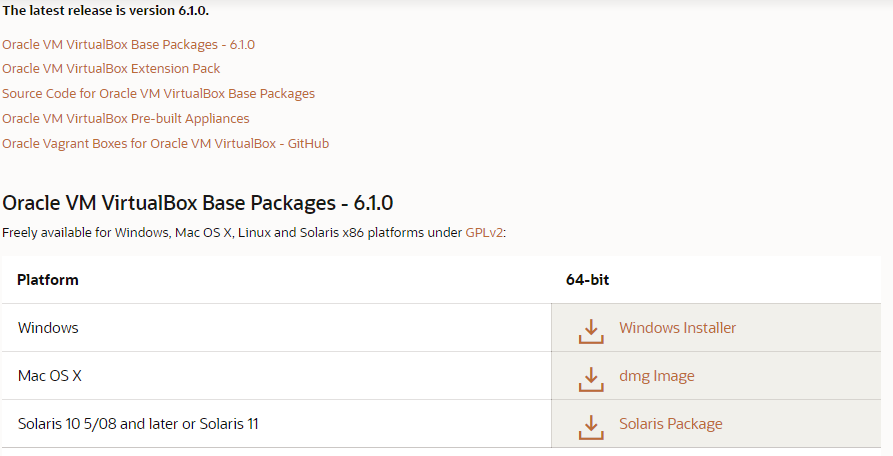 The latest release is version 6.1.0.
Oracle VM VirtualBox Base Packages - 6.1.0
Oracle VM VirtualBox Extension Pack
Source Code for Oracle VM VirtualBox Base Packages
Oracle VM VirtualBox Pre-built Appliances
Oracle Vagrant Boxes for Oracle VM VirtualBox - GitHub
Oracle VM VirtualBox Base Packages - 6.1.0
Freely available for Windows, Mac OS X, Linux and Solaris x86 platforms under GPLv2:
Platform 64-bit
Windows Windows Installer
Mac OS X dmg Image
Solaris 10 5/08 and later or Solaris 11 Solaris Package